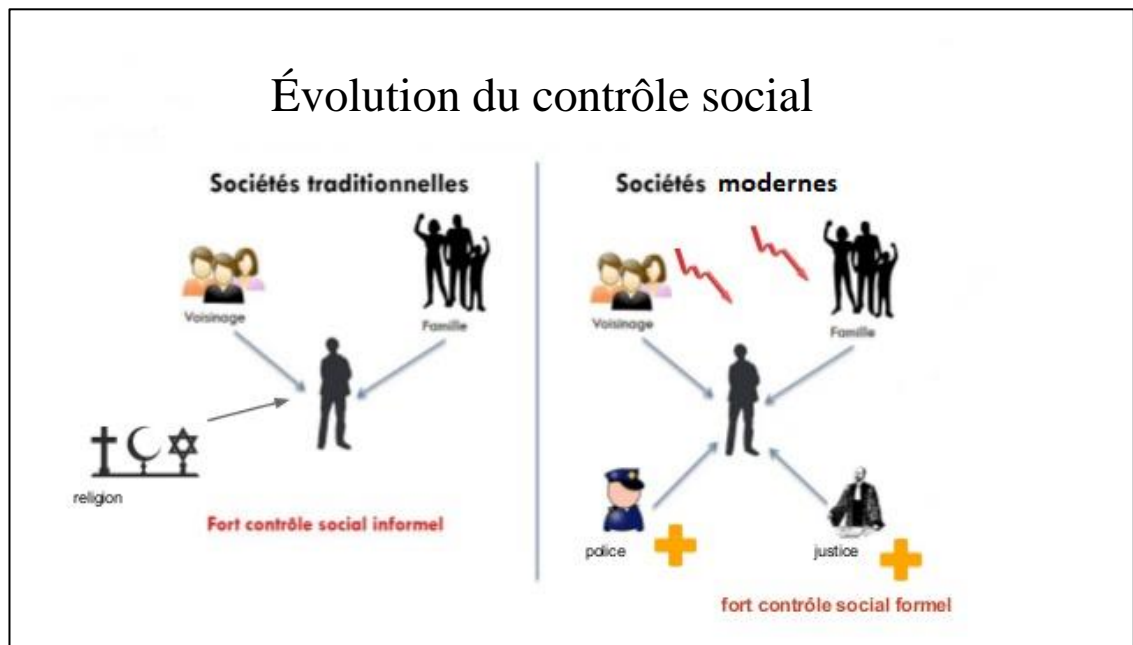 Évolution du contrôle social
Sociétés traditionnelles
Voisinage
Famille
religion
Fort contrôle social informel
Sociétés modernes
Voisinage
Famille
police
justice
fort contrôle social formel